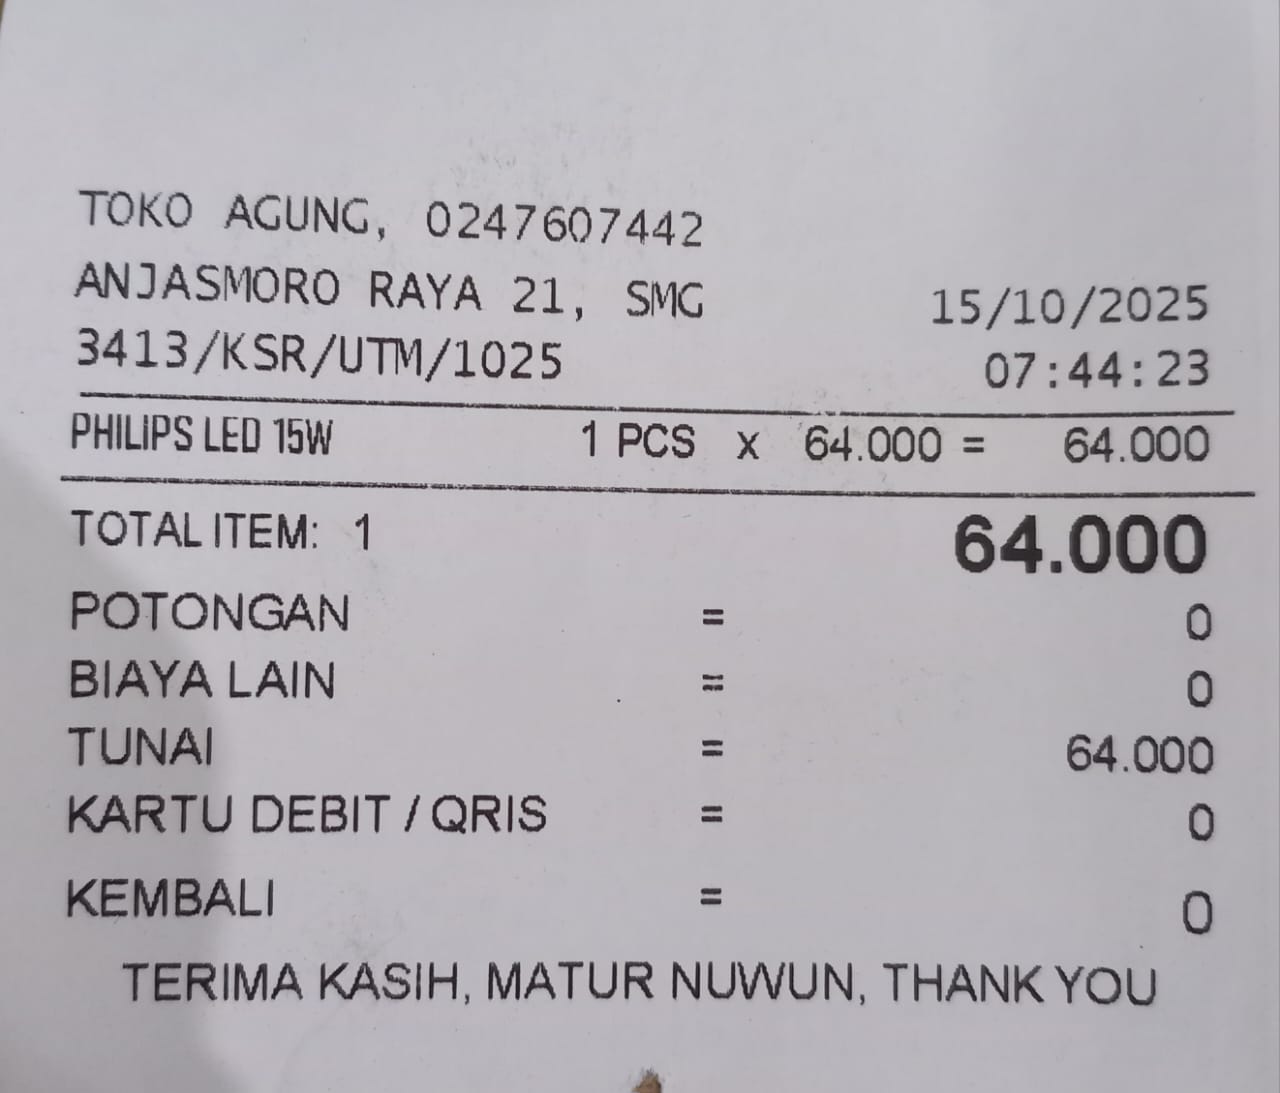 TOKO AGUNG, 0247607442
ANJASMORO RAYA 21, SMG 15/10/2025
3413/KSR/UTM/1025 07:44:23
PHILIPS LED 15W 1 PCS x 64.000 = 64.000
TOTAL ITEM: 1 64.000
POTONGAN = 0
BIAYA LAIN = 0
TUNAI = 64.000
KARTU DEBIT / QRIS = 0
KEMBALI = 0
TERIMA KASIH, MATUR NUWUN, THANK YOU